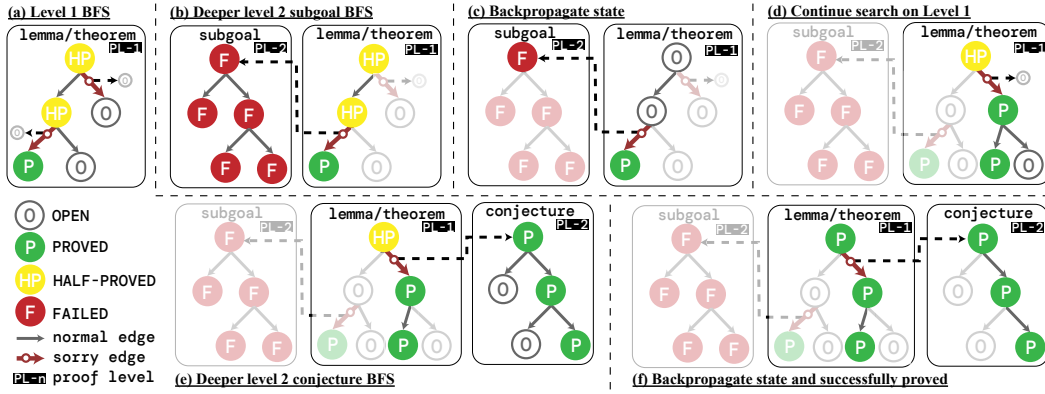 (a) Level 1 BFS
lemma/theorem
PL-1
HP
O
HP
O
O
P
O
(b) Deeper level 2 subgoal BFS
subgoal
PL-2
F
F
F
F
F
lemma/theorem
PL-1
HP
O
HP
O
P
O
(c) Backpropagate state
subgoal
PL-2
F
F
F
F
F
lemma/theorem
PL-1
O
O
O
O
P
O
(d) Continue search on Level 1
subgoal
PL-2
F
F
F
F
F
lemma/theorem
PL-1
HP
O
O
P
P
O
P
O
O OPEN
P PROVED
HP HALF-PROVED
F FAILED
normal edge
sorry edge
PL-n proof level
subgoal
PL-2
F
F
F
F
F
lemma/theorem
PL-1
HP
O
P
P
O
P
O
conjecture
PL-2
P
O
P
O
P
(e) Deeper level 2 conjecture BFS
subgoal
PL-2
F
F
F
F
F
lemma/theorem
PL-1
P
O
P
P
O
P
O
conjecture
PL-2
P
O
P
O
P
(f) Backpropagate state and successfully proved